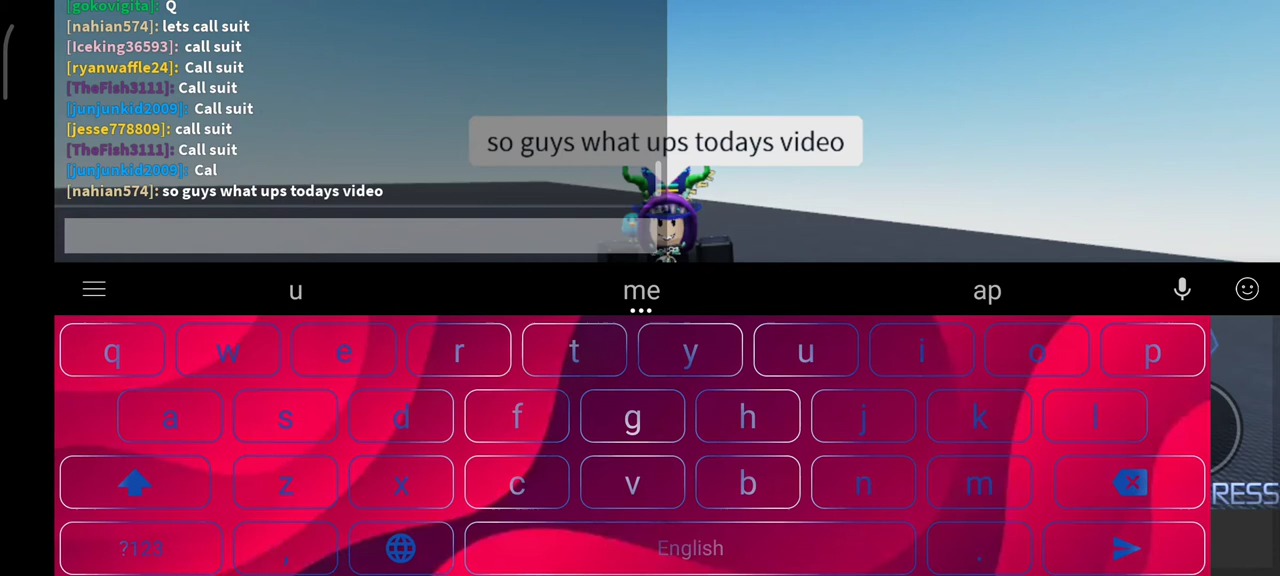 [gokovigita]: Q
[nahian574]: lets call suit
[Iceking36593]: call suit
[ryanwaffle24]: Call suit
[TheFish3111]: Call suit
[junjunkid2009]: Call suit
[jesse778809]: call suit
[TheFish3111]: Call suit
[junjunkid2009]: Cal
[nahian574]: so guys what ups todays video
so guys what ups todays video
u me ap
q w e r t y u i o p
a s d f g h j k l
z x c v b n m
RESS
?123 , English .